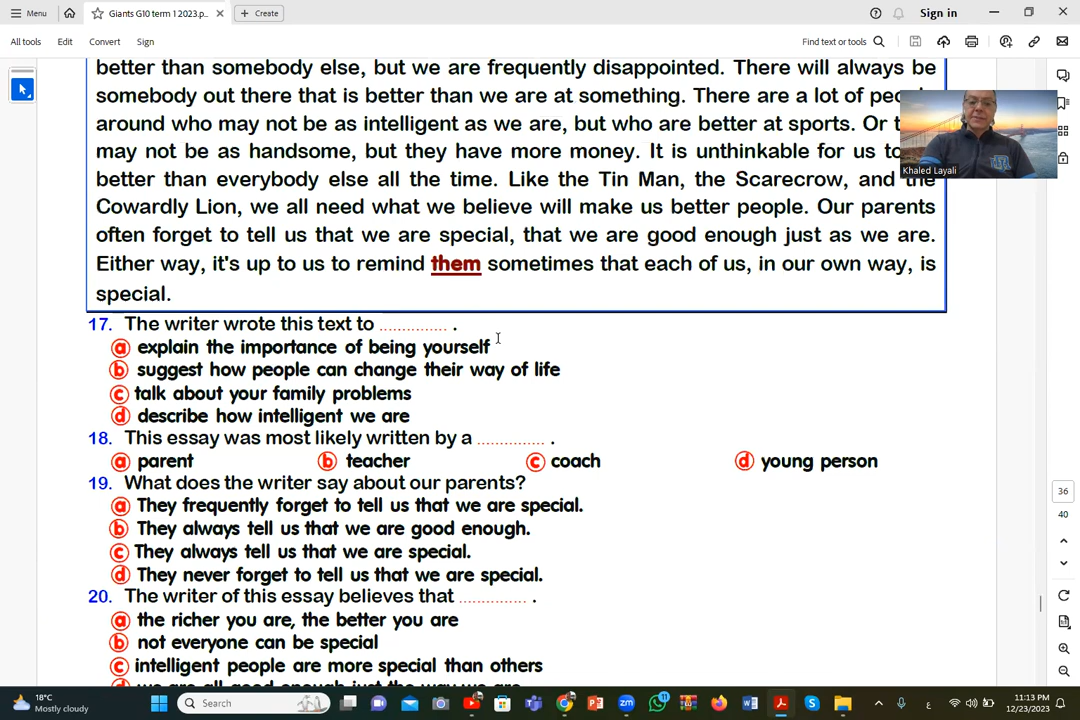 Menu
Giants G10 term 1 2023.p...
Create
Sign in
All tools
Edit
Convert
Sign
Find text or tools
better than somebody else, but we are frequently disappointed. There will always be
somebody out there that is better than we are at something. There are a lot of
around who may not be as intelligent as we are, but who are better at sports. Or
may not be as handsome, but they have more money. It is unthinkable for us to
better than everybody else all the time. Like the Tin Man, the Scarecrow, and the
Cowardly Lion, we all need what we believe will make us better people. Our parents
often forget to tell us that we are special, that we are good enough just as we are.
Either way, it's up to us to remind them sometimes that each of us, in our own way, is
special.
Khaled Layali
17. The writer wrote this text to ............... .
a explain the importance of being yourself
b suggest how people can change their way of life
c talk about your family problems
d describe how intelligent we are
18. This essay was most likely written by a ............... .
a parent b teacher c coach d young person
19. What does the writer say about our parents?
a They frequently forget to tell us that we are special.
b They always tell us that we are good enough.
c They always tell us that we are special.
d They never forget to tell us that we are special.
20. The writer of this essay believes that ............... .
a the richer you are, the better you are
b not everyone can be special
c intelligent people are more special than others
d we are all good enough just the way we are
36
40
18°C
Mostly cloudy
Search
11
ع
11:13 PM
12/23/2023